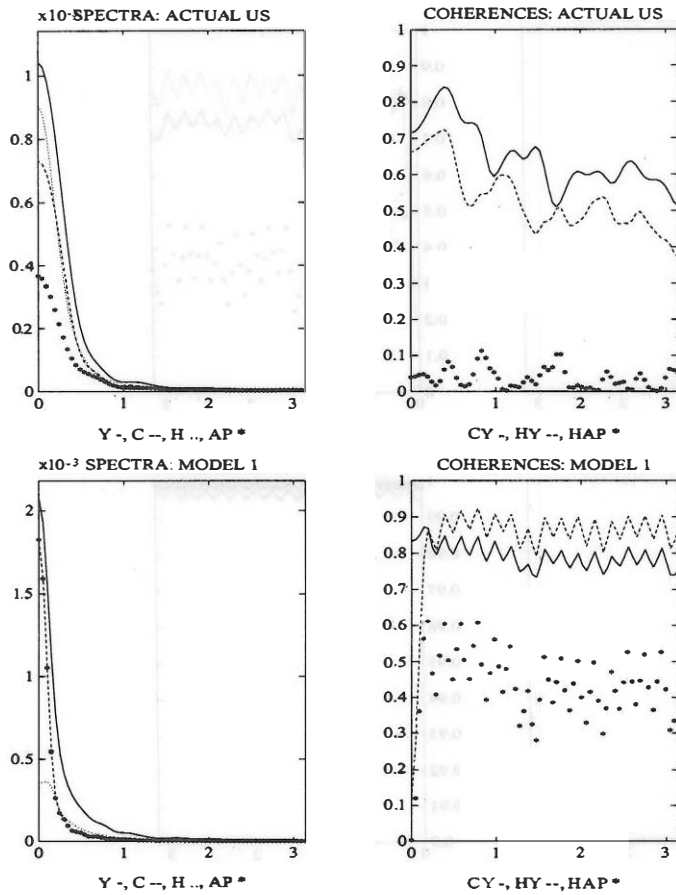 x10-3 SPECTRA: ACTUAL US
1
0.8
0.6
0.4
0.2
0
0 1 2 3
Y -, C --, H .., AP *
COHERENCES: ACTUAL US
1
0.9
0.8
0.7
0.6
0.5
0.4
0.3
0.2
0.1
0
0 1 2 3
CY -, HY --, HAP *
x10-3 SPECTRA: MODEL 1
2
1.5
1
0.5
0
0 1 2 3
Y -, C --, H .., AP *
COHERENCES: MODEL 1
1
0.9
0.8
0.7
0.6
0.5
0.4
0.3
0.2
0.1
0
0 1 2 3
CY -, HY --, HAP *